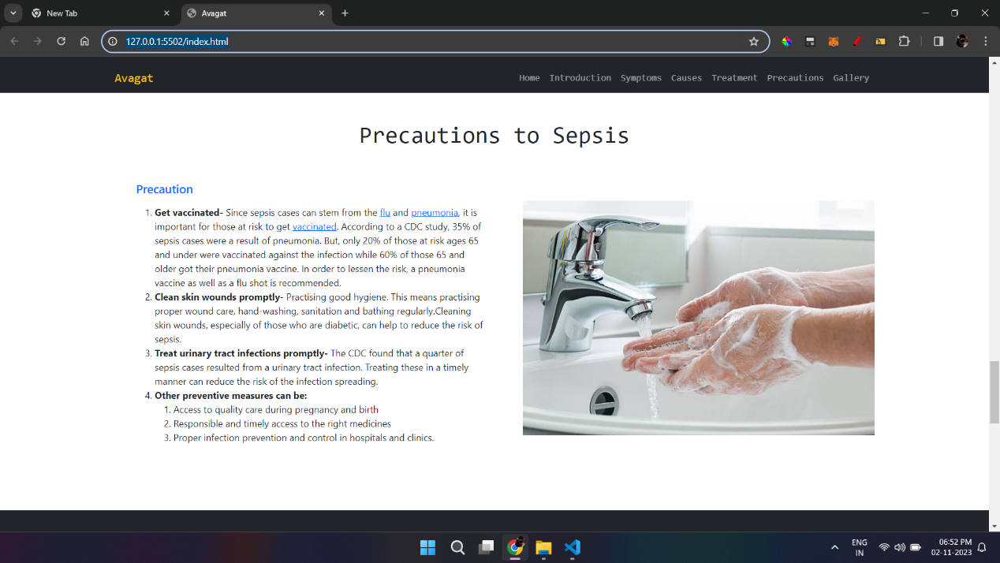 New Tab
Avagat
127.0.0.1:5502/index.html
Avagat
Home Introduction Symptoms Causes Treatment Precautions Gallery
Precautions to Sepsis
Precaution
1. Get vaccinated- Since sepsis cases can stem from the flu and pneumonia, it is
important for those at risk to get vaccinated. According to a CDC study, 35% of
sepsis cases were a result of pneumonia. But, only 20% of those at risk ages 65
and under were vaccinated against the infection while 60% of those 65 and
older got their pneumonia vaccine. In order to lessen the risk, a pneumonia
vaccine as well as a flu shot is recommended.
2. Clean skin wounds promptly- Practising good hygiene. This means practising
proper wound care, hand-washing, sanitation and bathing regularly.Cleaning
skin wounds, especially of those who are diabetic, can help to reduce the risk of
sepsis.
3. Treat urinary tract infections promptly- The CDC found that a quarter of
sepsis cases resulted from a urinary tract infection. Treating these in a timely
manner can reduce the risk of the infection spreading.
4. Other preventive measures can be:
1. Access to quality care during pregnancy and birth
2. Responsible and timely access to the right medicines
3. Proper infection prevention and control in hospitals and clinics.
ENG
IN
06:52 PM
02-11-2023